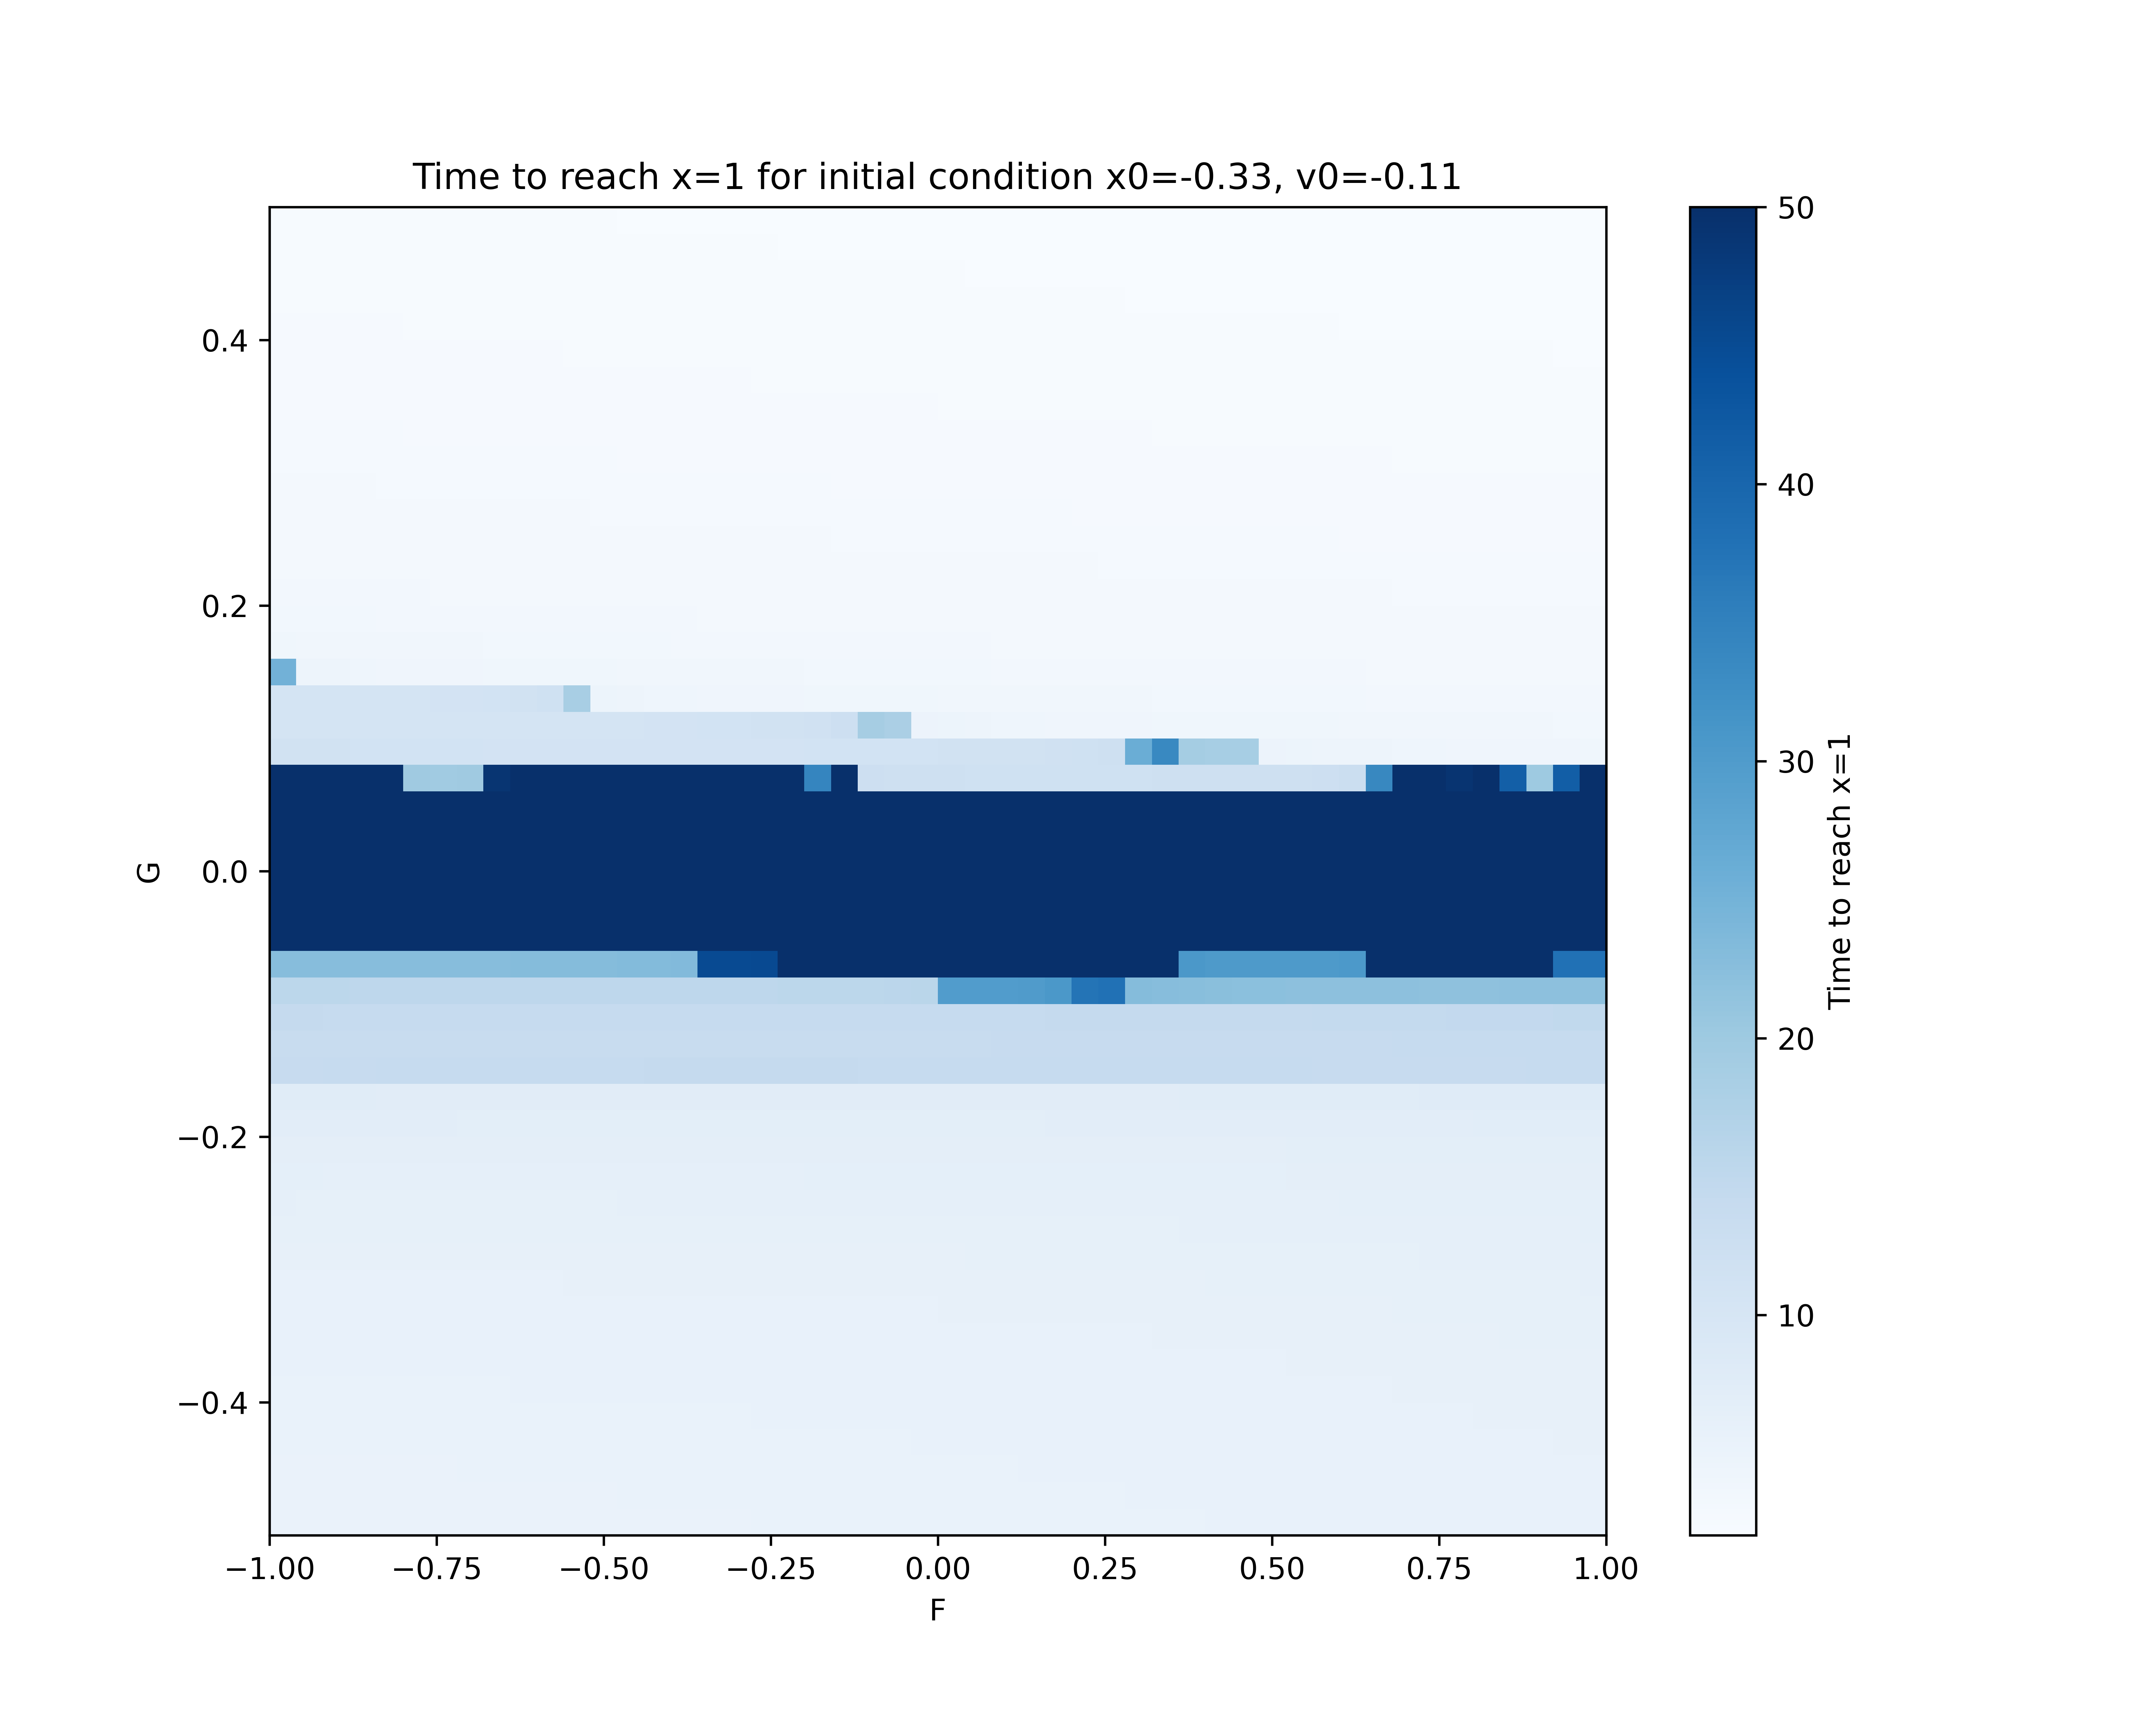 Time to reach x=1 for initial condition x0=-0.33, v0=-0.11
0.4
0.2
0.0
−0.2
−0.4
G
−1.00 −0.75 −0.50 −0.25 0.00 0.25 0.50 0.75 1.00
F
50
40
30
20
10
Time to reach x=1